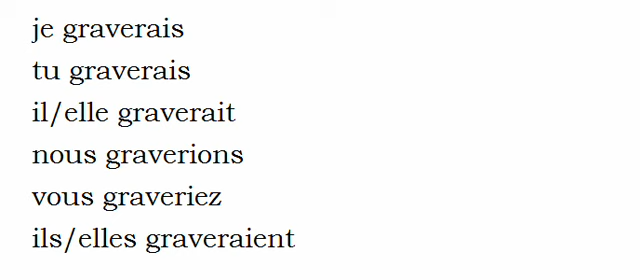 je graverais
tu graverais
il/elle graverait
nous graverions
vous graveriez
ils/elles graveraient